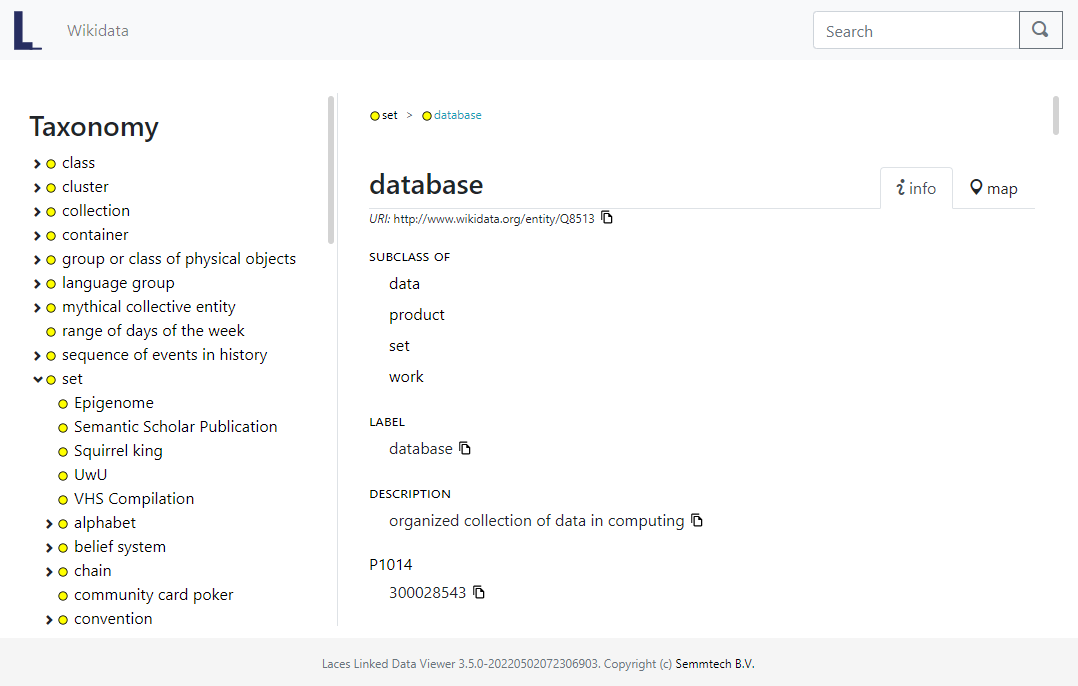 Wikidata
Search
Taxonomy
class
cluster
collection
container
group or class of physical objects
language group
mythical collective entity
range of days of the week
sequence of events in history
set
Epigenome
Semantic Scholar Publication
Squirrel king
UwU
VHS Compilation
alphabet
belief system
chain
community card poker
convention
set > database
database
info
map
URI: http://www.wikidata.org/entity/Q8513
SUBCLASS OF
data
product
set
work
LABEL
database
DESCRIPTION
organized collection of data in computing
P1014
300028543
Laces Linked Data Viewer 3.5.0-20220502072306903. Copyright (c) Semmtech B.V.